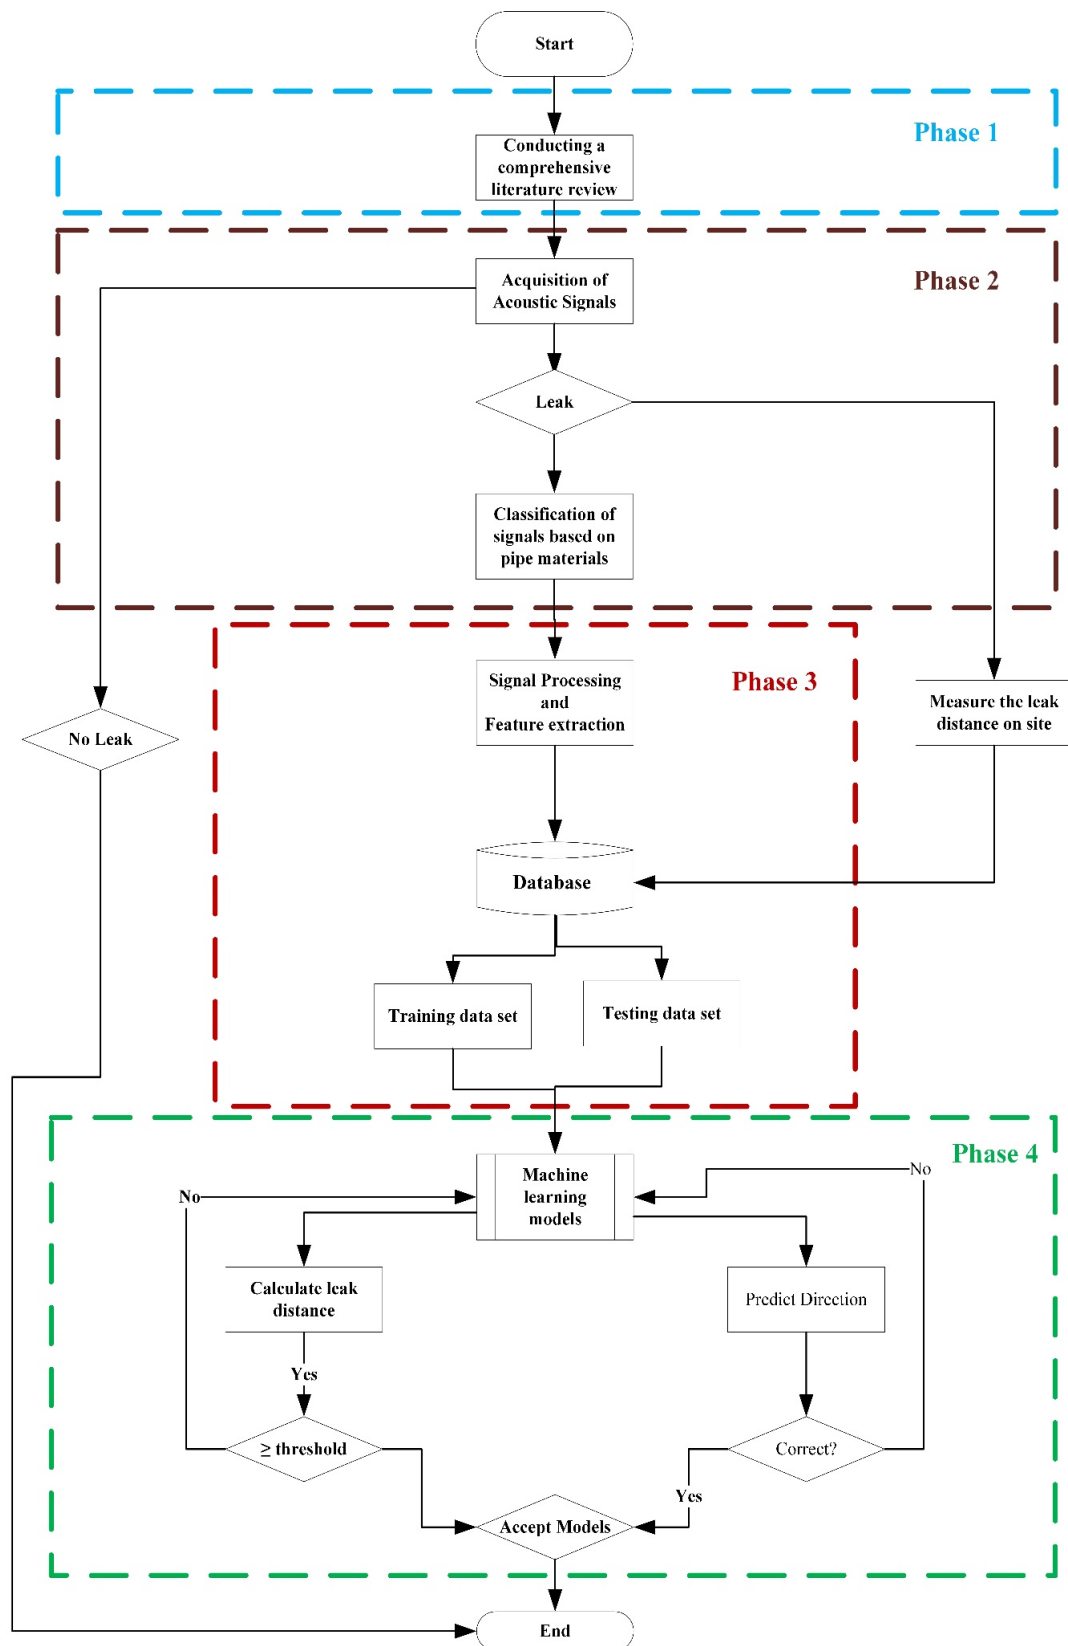 Start
Phase 1
Conducting a
comprehensive
literature review
Phase 2
Acquisition of
Acoustic Signals
Leak
Classification of
signals based on
pipe materials
Phase 3
Signal Processing
and
Feature extraction
Measure the leak
distance on site
No Leak
Database
Training data set
Testing data set
Phase 4
Machine
learning
models
No
No
Calculate leak
distance
Predict Direction
Yes
≥ threshold
Correct?
Yes
Accept Models
End